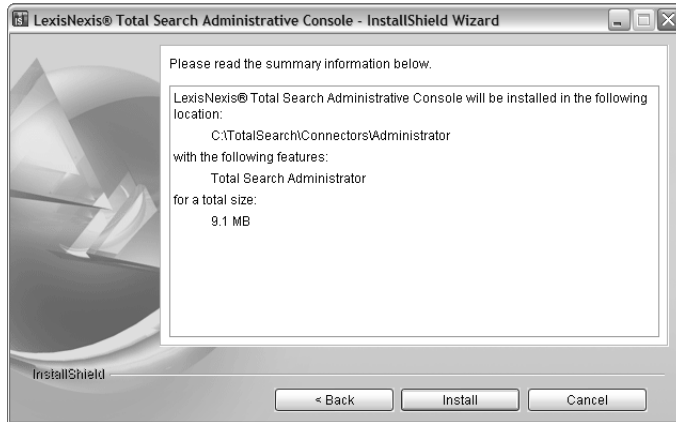 LexisNexis® Total Search Administrative Console - InstallShield Wizard
Please read the summary information below.
LexisNexis® Total Search Administrative Console will be installed in the following
location:
C:\TotalSearch\Connectors\Administrator
with the following features:
Total Search Administrator
for a total size:
9.1 MB
InstallShield
< Back
Install
Cancel